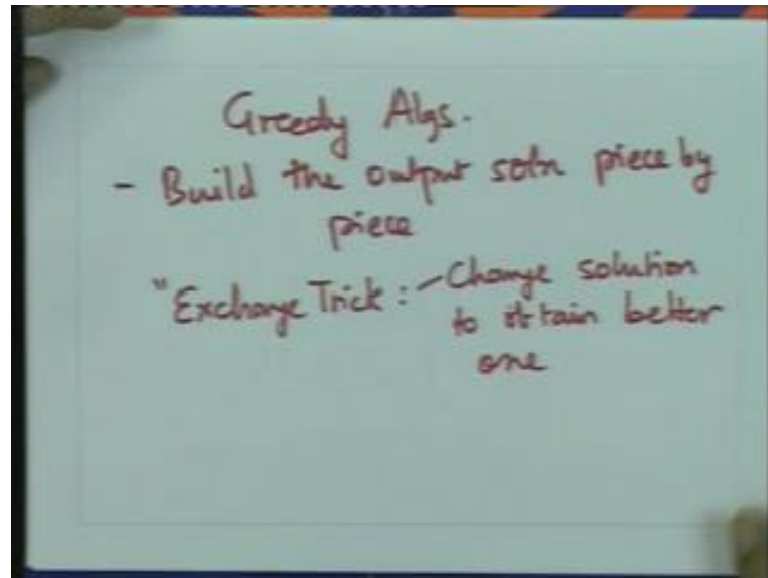 Greedy Algs.
- Build the output soln piece by
piece
"Exchange Trick :- Change solution
to obtain better
one